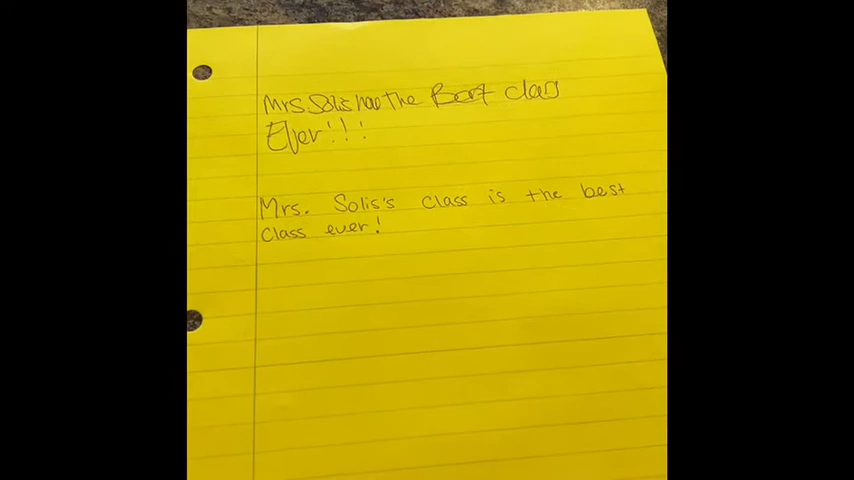 Mrs. Solis has the Best class
Ever!!!
Mrs. Solis's class is the best
class ever!